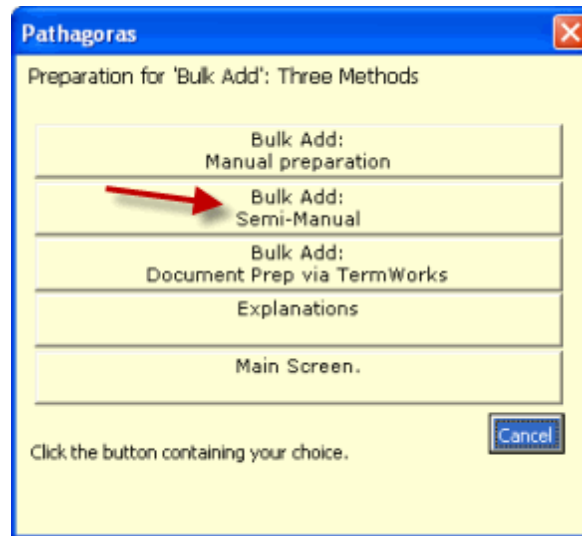 Pathagoras
Preparation for 'Bulk Add': Three Methods
Bulk Add:
Manual preparation
Bulk Add:
Semi-Manual
Bulk Add:
Document Prep via TermWorks
Explanations
Main Screen.
Cancel
Click the button containing your choice.